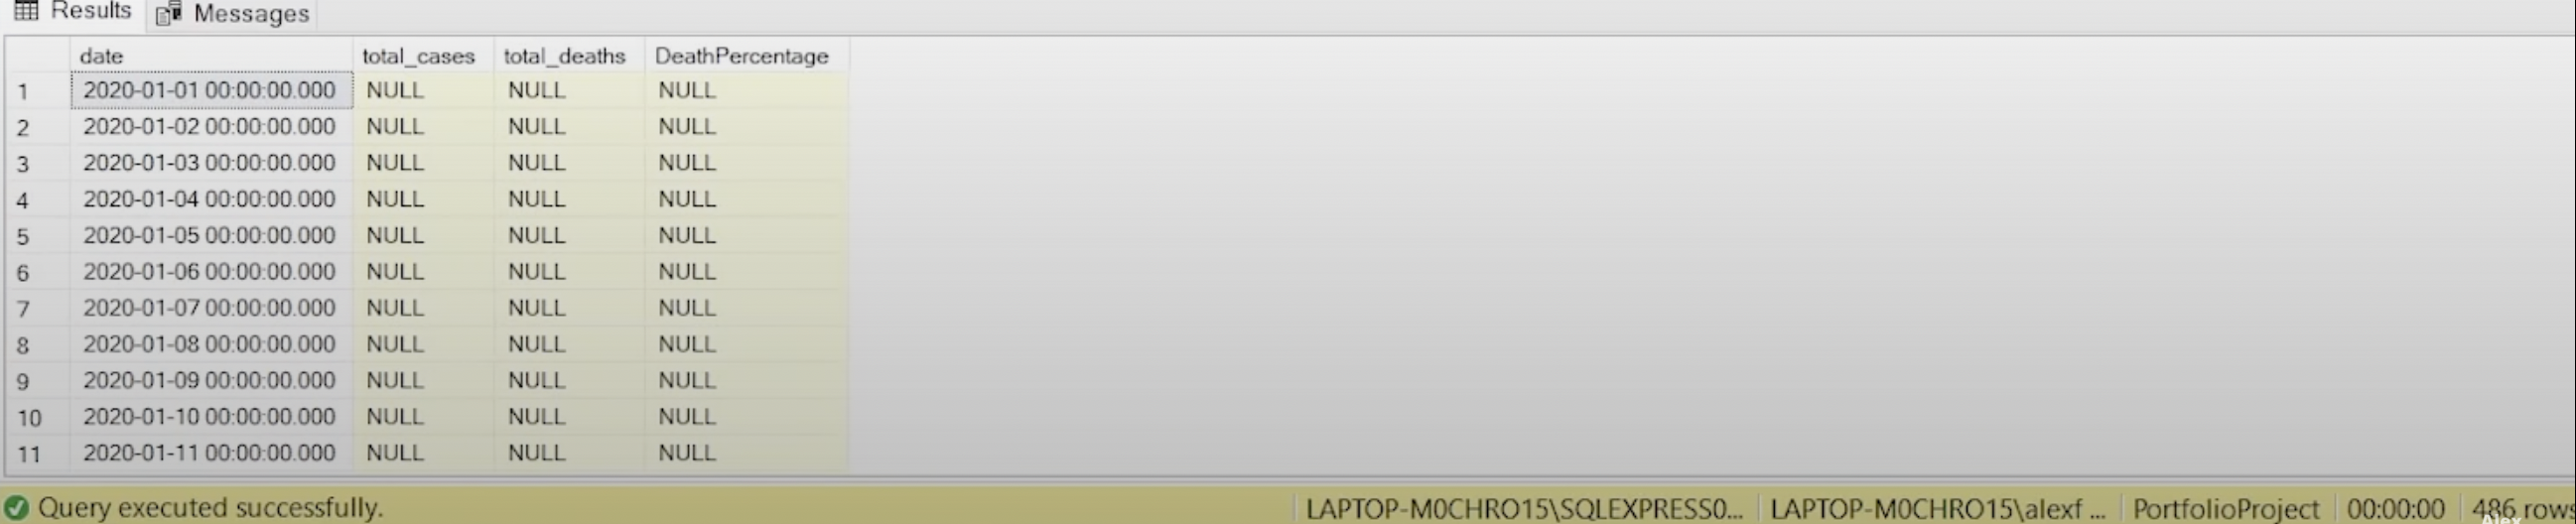 Results Messages
date total_cases total_deaths DeathPercentage
1 2020-01-01 00:00:00.000 NULL NULL NULL
2 2020-01-02 00:00:00.000 NULL NULL NULL
3 2020-01-03 00:00:00.000 NULL NULL NULL
4 2020-01-04 00:00:00.000 NULL NULL NULL
5 2020-01-05 00:00:00.000 NULL NULL NULL
6 2020-01-06 00:00:00.000 NULL NULL NULL
7 2020-01-07 00:00:00.000 NULL NULL NULL
8 2020-01-08 00:00:00.000 NULL NULL NULL
9 2020-01-09 00:00:00.000 NULL NULL NULL
10 2020-01-10 00:00:00.000 NULL NULL NULL
11 2020-01-11 00:00:00.000 NULL NULL NULL
Query executed successfully. LAPTOP-M0CHRO15\SQLEXPRESS0... LAPTOP-M0CHRO15\alexf ... PortfolioProject 00:00:00 486 rows